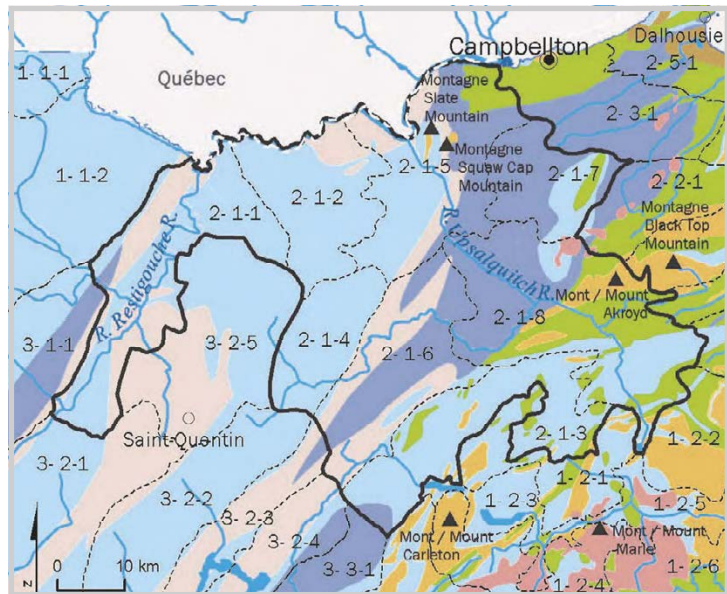 Dalhousie
Campbellton
Québec
1- 1-1
2- 5-1
Montagne
Slate
Mountain
2- 3-1
Montagne
Squaw Cap
Mountain
1- 1-2
2- 1-5
2- 1-2
2- 1-7
2- 2-1
2- 1-1
Montagne
Black Top
Mountain
R. Restigouche R.
R. Upsalquitch R.
Mont / Mount
Akroyd
3- 1-1
3- 2-5
2- 1-4
2- 1-6
2- 1-8
Saint-Quentin
2- 1-3
1- 2-2
3- 2-1
3- 2-2
1- 2-1
1- 2 3
1- 2-5
3- 2-3
3- 2-4
Mont / Mount
Carleton
Mont / Mount
Marle
3- 3-1
1- 2-4
1- 2-6
N
0 10 km